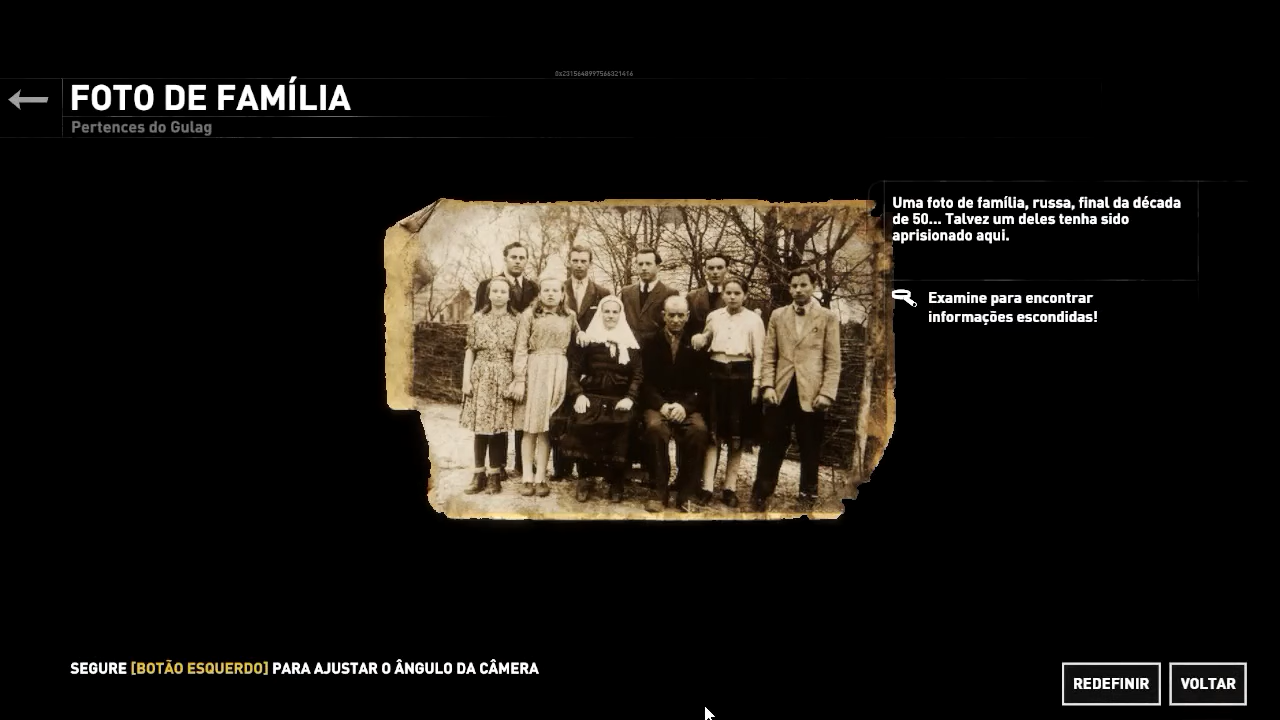 0x2315648997566321416
FOTO DE FAMÍLIA
Pertences do Gulag
Uma foto de família, russa, final da década
de 50... Talvez um deles tenha sido
aprisionado aqui.
Examine para encontrar
informações escondidas!
SEGURE [BOTÃO ESQUERDO] PARA AJUSTAR O ÂNGULO DA CÂMERA
REDEFINIR
VOLTAR